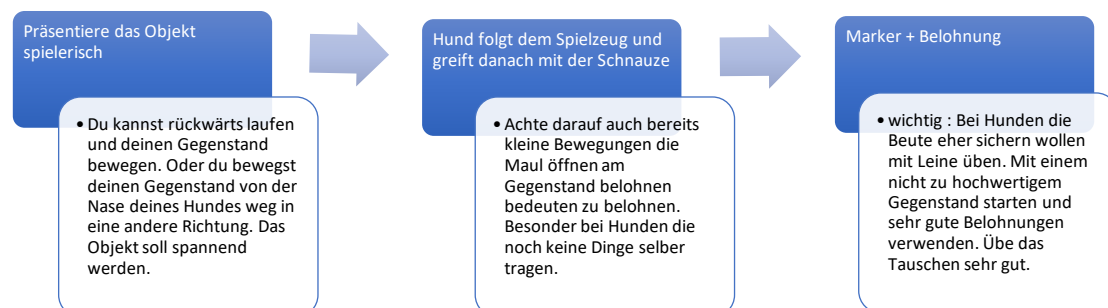 Präsentiere das Objekt
spielerisch
• Du kannst rückwärts laufen
und deinen Gegenstand
bewegen. Oder du bewegst
deinen Gegenstand von der
Nase deines Hundes weg in
eine andere Richtung. Das
Objekt soll spannend
werden.
Hund folgt dem Spielzeug und
greift danach mit der Schnauze
• Achte darauf auch bereits
kleine Bewegungen die
Maul öffnen am
Gegenstand belohnen
bedeuten zu belohnen.
Besonder bei Hunden die
noch keine Dinge selber
tragen.
Marker + Belohnung
• wichtig : Bei Hunden die
Beute eher sichern wollen
mit Leine üben. Mit einem
nicht zu hochwertigem
Gegenstand starten und
sehr gute Belohnungen
verwenden. Übe das
Tauschen sehr gut.